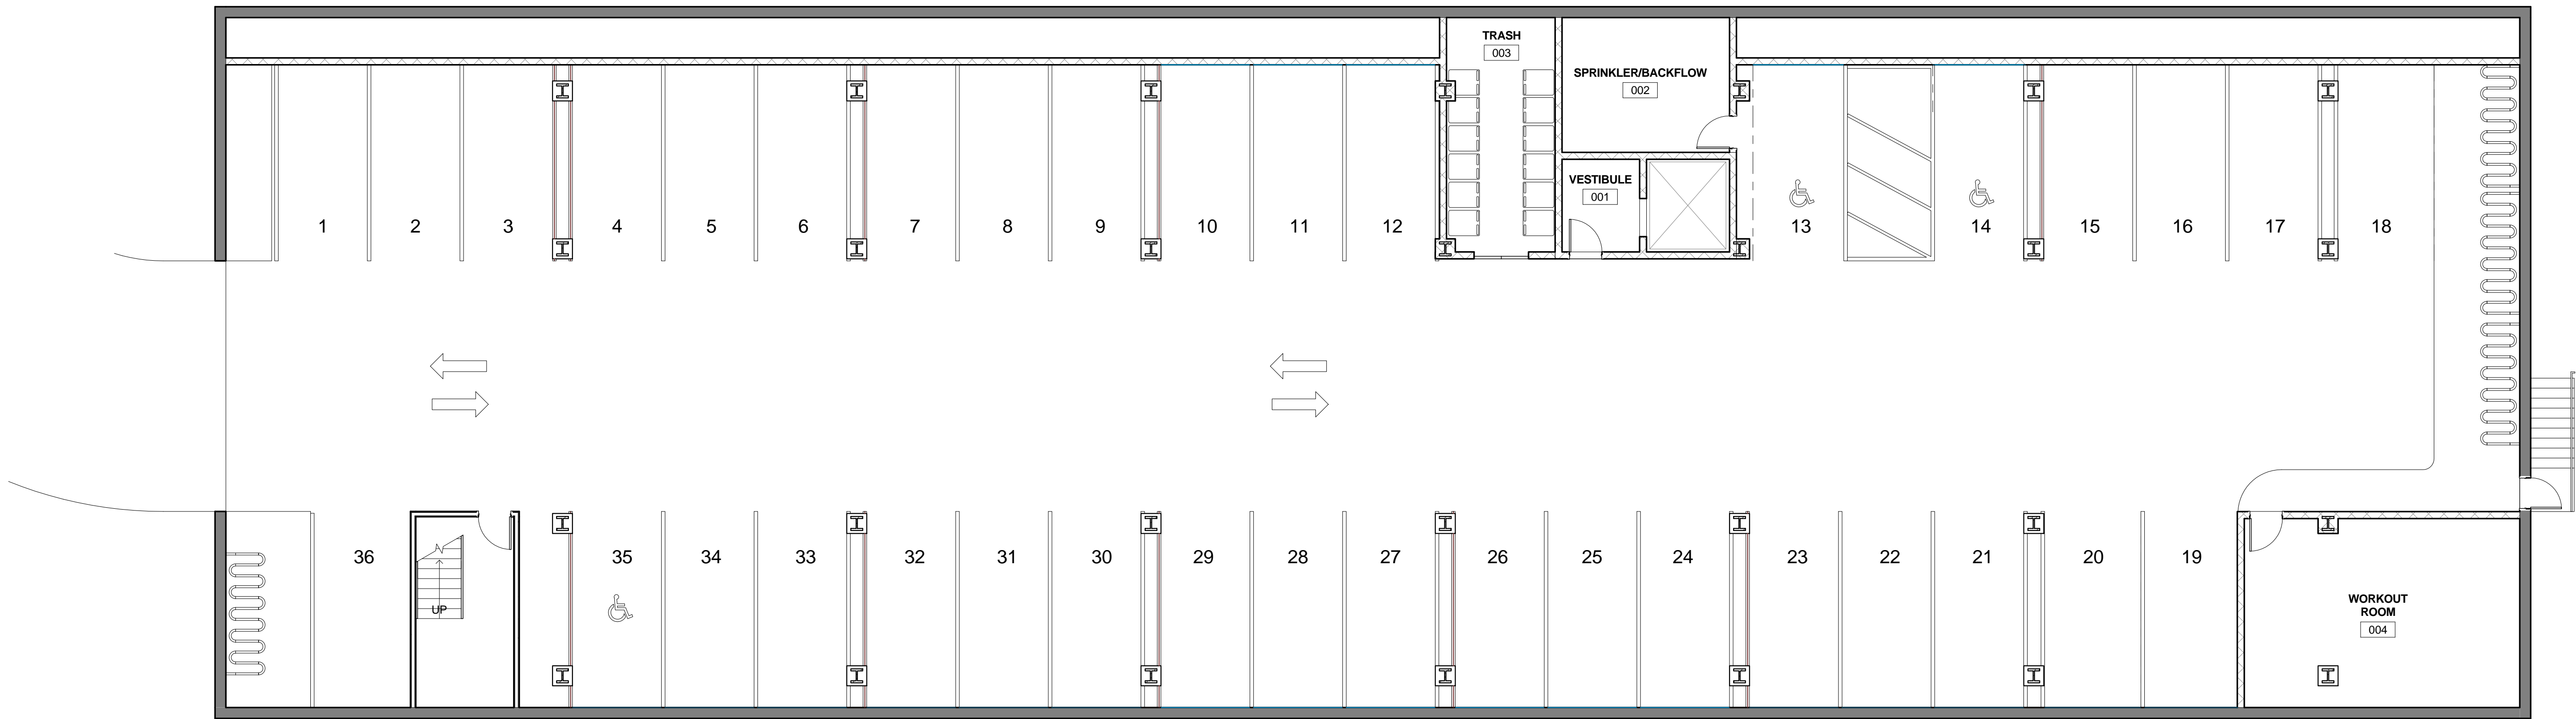 TRASH
003
SPRINKLER/BACKFLOW
002
VESTIBULE
001
1 2 3 4 5 6 7 8 9 10 11 12 13 14 15 16 17 18
36 35 34 33 32 31 30 29 28 27 26 25 24 23 22 21 20 19
UP
WORKOUT
ROOM
004